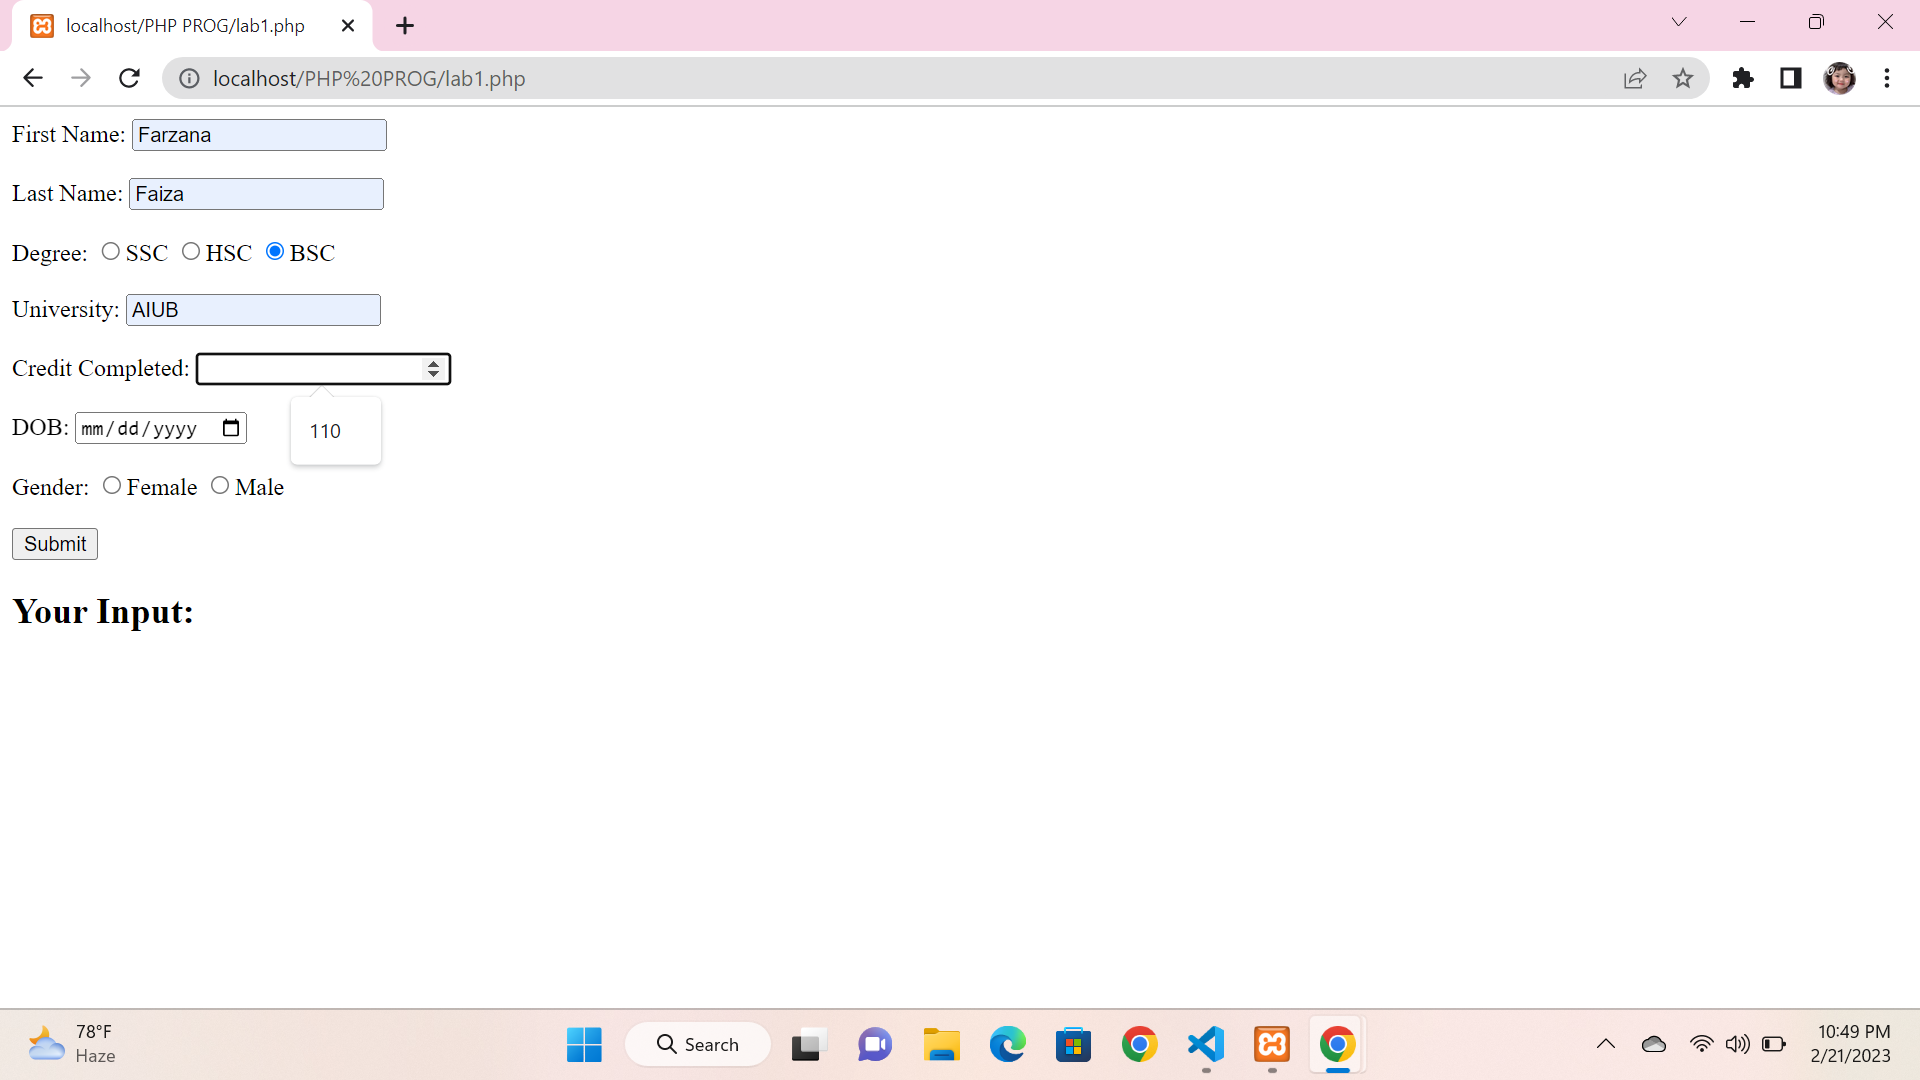 localhost/PHP PROG/lab1.php
localhost/PHP%20PROG/lab1.php
First Name: Farzana
Last Name: Faiza
Degree: SSC HSC BSC
University: AIUB
Credit Completed:
110
DOB: mm/dd/yyyy
Gender: Female Male
Submit
Your Input:
78°F
Haze
Search
10:49 PM
2/21/2023